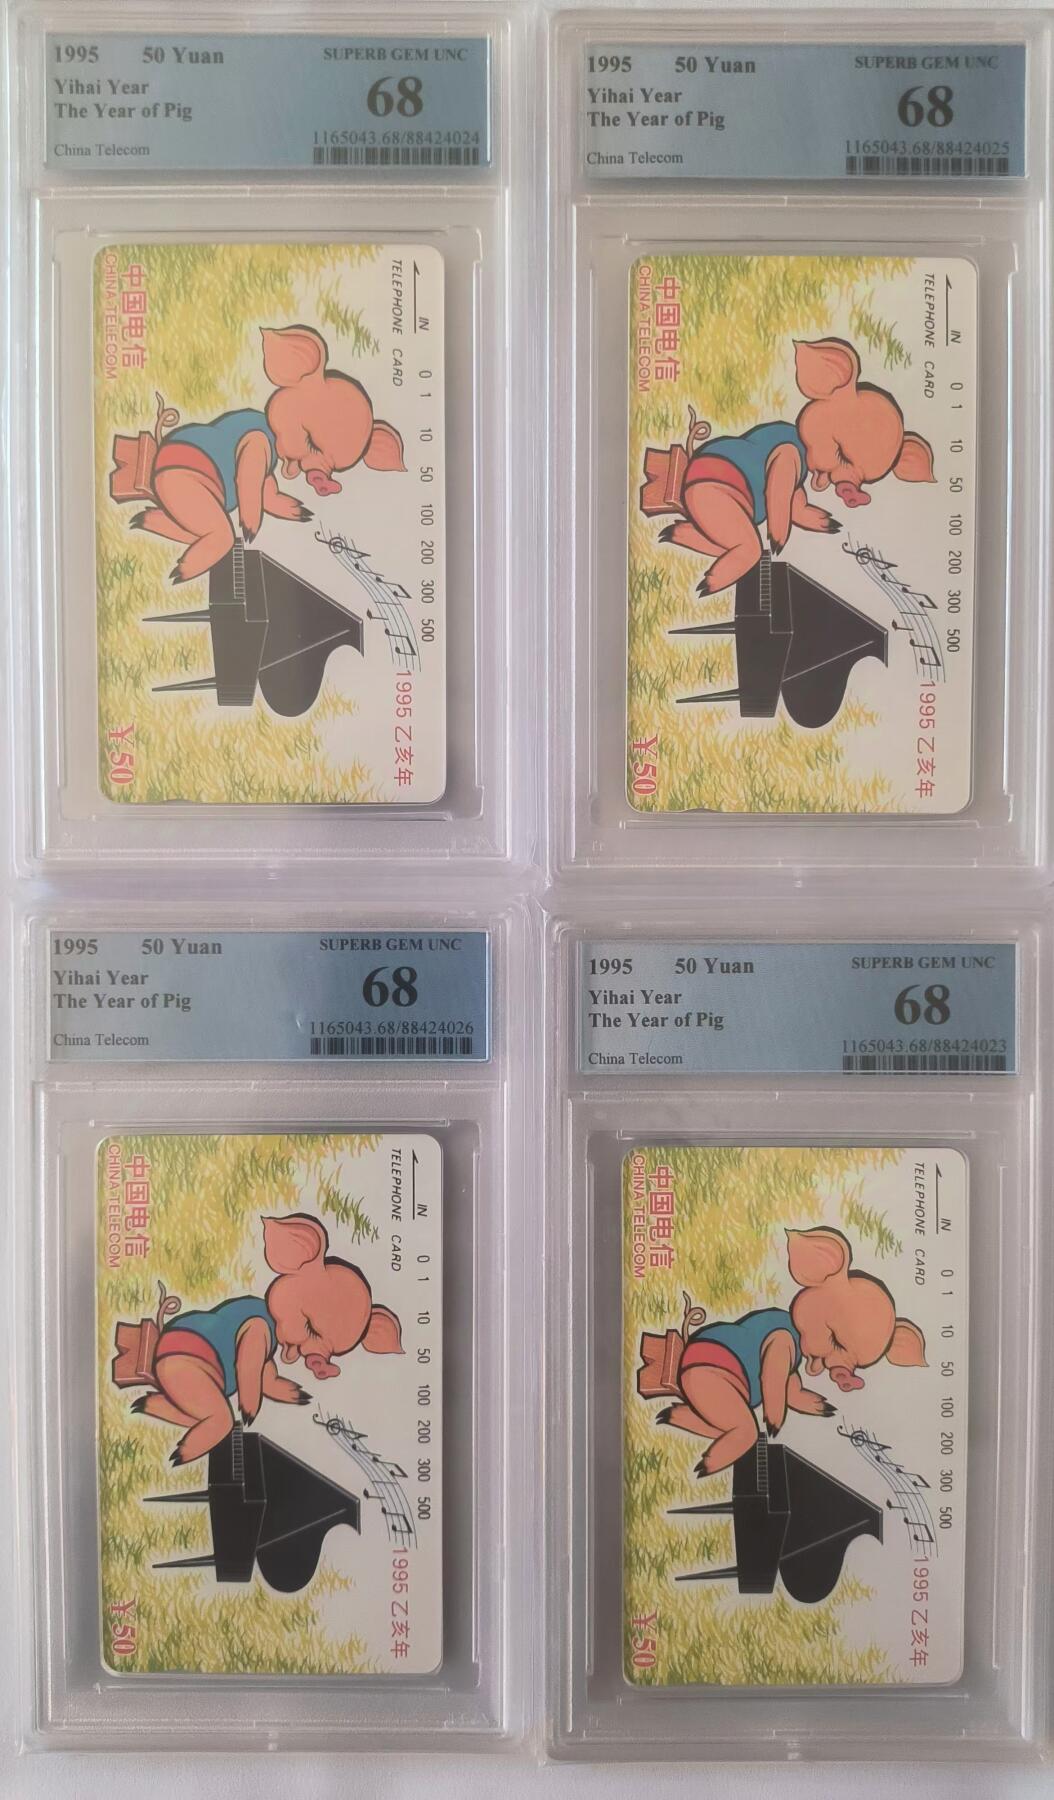 1995 50 Yuan SUPERB GEM UNC
Yihai Year 68
The Year of Pig
1165043.68/88424024
China Telecom
中国电信
CHINA TELECOM
IN 0 1 10 50 100 200 300 500
TELEPHONE CARD
1995 乙亥年
¥50
1995 50 Yuan SUPERB GEM UNC
Yihai Year 68
The Year of Pig
1165043.68/88424025
China Telecom
中国电信
CHINA TELECOM
IN 0 1 10 50 100 200 300 500
TELEPHONE CARD
1995 乙亥年
¥50
1995 50 Yuan SUPERB GEM UNC
Yihai Year 68
The Year of Pig
1165043.68/88424026
China Telecom
中国电信
CHINA TELECOM
IN 0 1 10 50 100 200 300 500
TELEPHONE CARD
1995 乙亥年
¥50
1995 50 Yuan SUPERB GEM UNC
Yihai Year 68
The Year of Pig
1165043.68/88424023
China Telecom
中国电信
CHINA TELECOM
IN 0 1 10 50 100 200 300 500
TELEPHONE CARD
1995 乙亥年
¥50